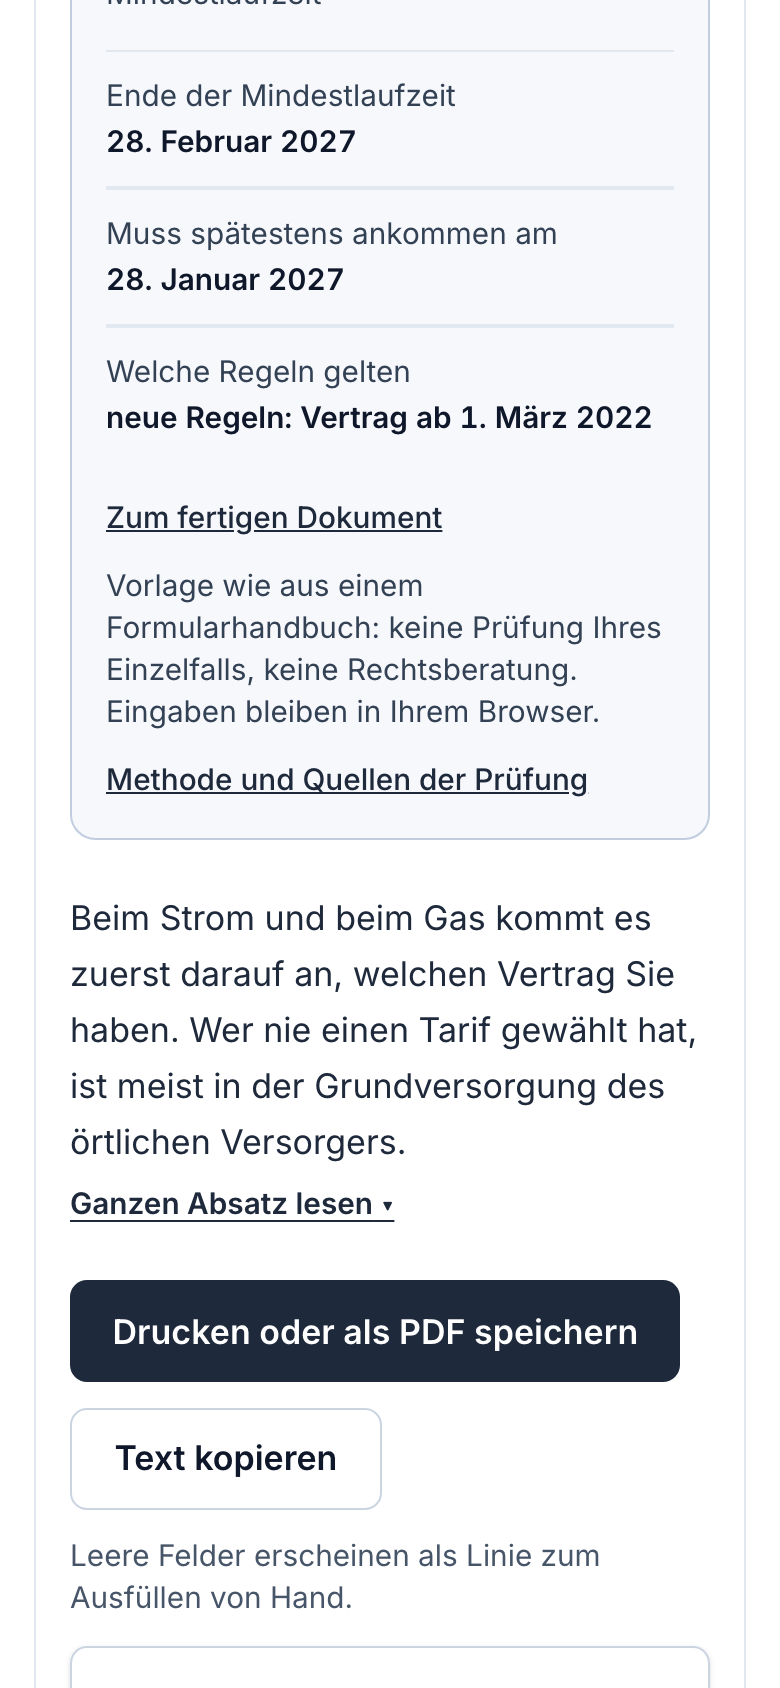 Mindestlaufzeit
Ende der Mindestlaufzeit
28. Februar 2027
Muss spätestens ankommen am
28. Januar 2027
Welche Regeln gelten
neue Regeln: Vertrag ab 1. März 2022
Zum fertigen Dokument
Vorlage wie aus einem
Formularhandbuch: keine Prüfung Ihres
Einzelfalls, keine Rechtsberatung.
Eingaben bleiben in Ihrem Browser.
Methode und Quellen der Prüfung
Beim Strom und beim Gas kommt es
zuerst darauf an, welchen Vertrag Sie
haben. Wer nie einen Tarif gewählt hat,
ist meist in der Grundversorgung des
örtlichen Versorgers.
Ganzen Absatz lesen ▾
Drucken oder als PDF speichern
Text kopieren
Leere Felder erscheinen als Linie zum
Ausfüllen von Hand.